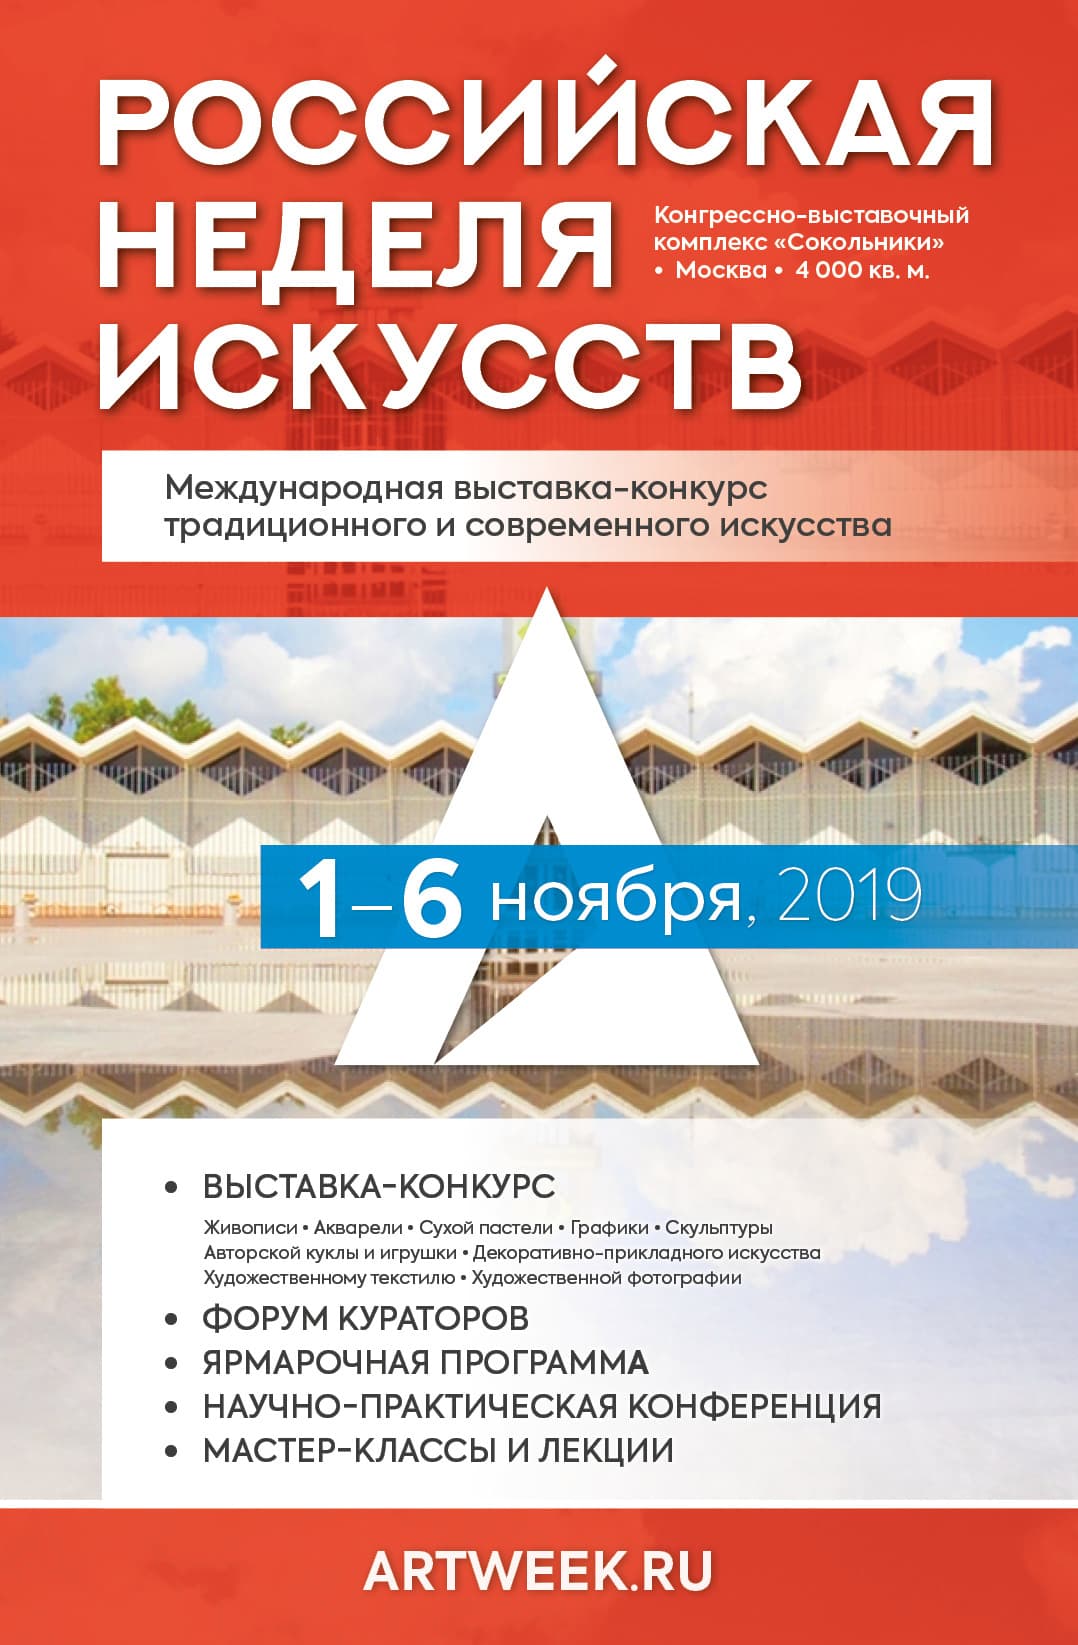 РОССИЙСКАЯ
НЕДЕЛЯ
ИСКУССТВ
Конгрессно-выставочный
комплекс «Сокольники»
• Москва • 4 000 кв. м.
Международная выставка-конкурс
традиционного и современного искусства
1–6 ноября, 2019
• ВЫСТАВКА-КОНКУРС
Живописи • Акварели • Сухой пастели • Графики • Скульптуры
Авторской куклы и игрушки • Декоративно-прикладного искусства
Художественному текстилю • Художественной фотографии
• ФОРУМ КУРАТОРОВ
• ЯРМАРОЧНАЯ ПРОГРАММА
• НАУЧНО-ПРАКТИЧЕСКАЯ КОНФЕРЕНЦИЯ
• МАСТЕР-КЛАССЫ И ЛЕКЦИИ
ARTWEEK.RU